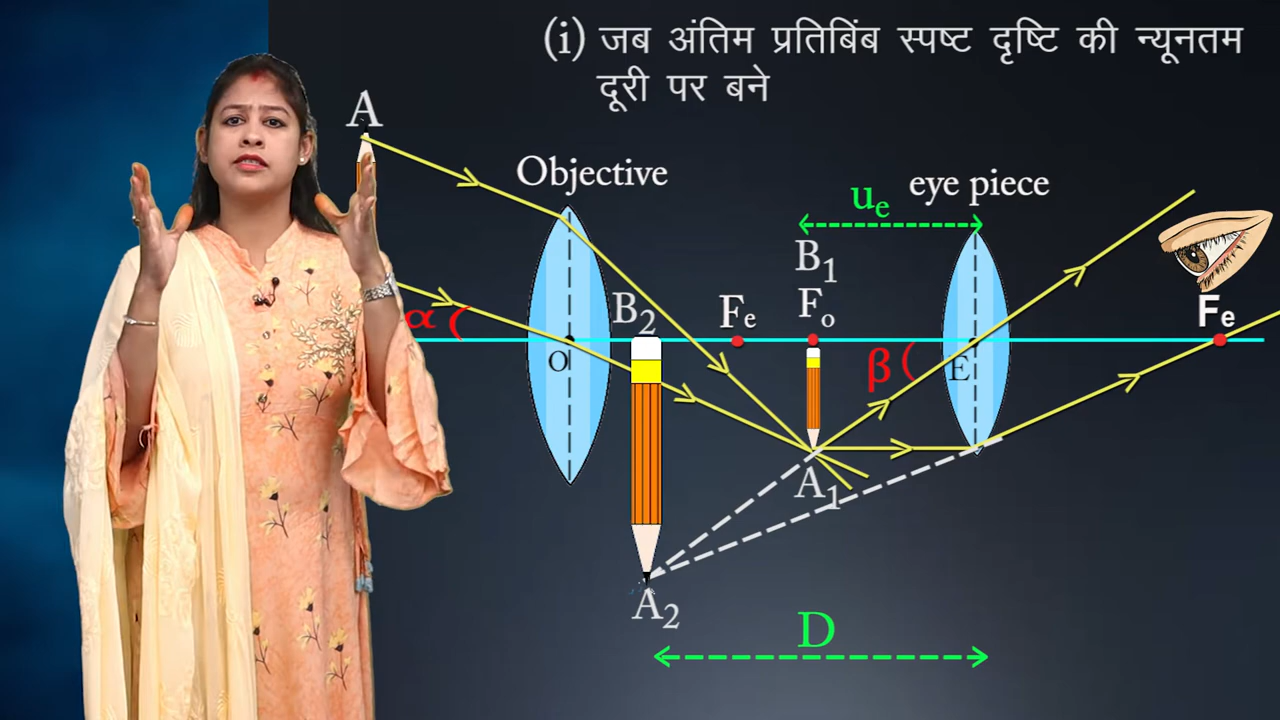 (i) जब अंतिम प्रतिबिंब स्पष्ट दृष्टि की न्यूनतम
दूरी पर बने
A
Objective
eye piece
uₑ
B₁
B₂
Fₑ
Fₒ
Fₑ
α
O
β
E
A₁
A₂
D